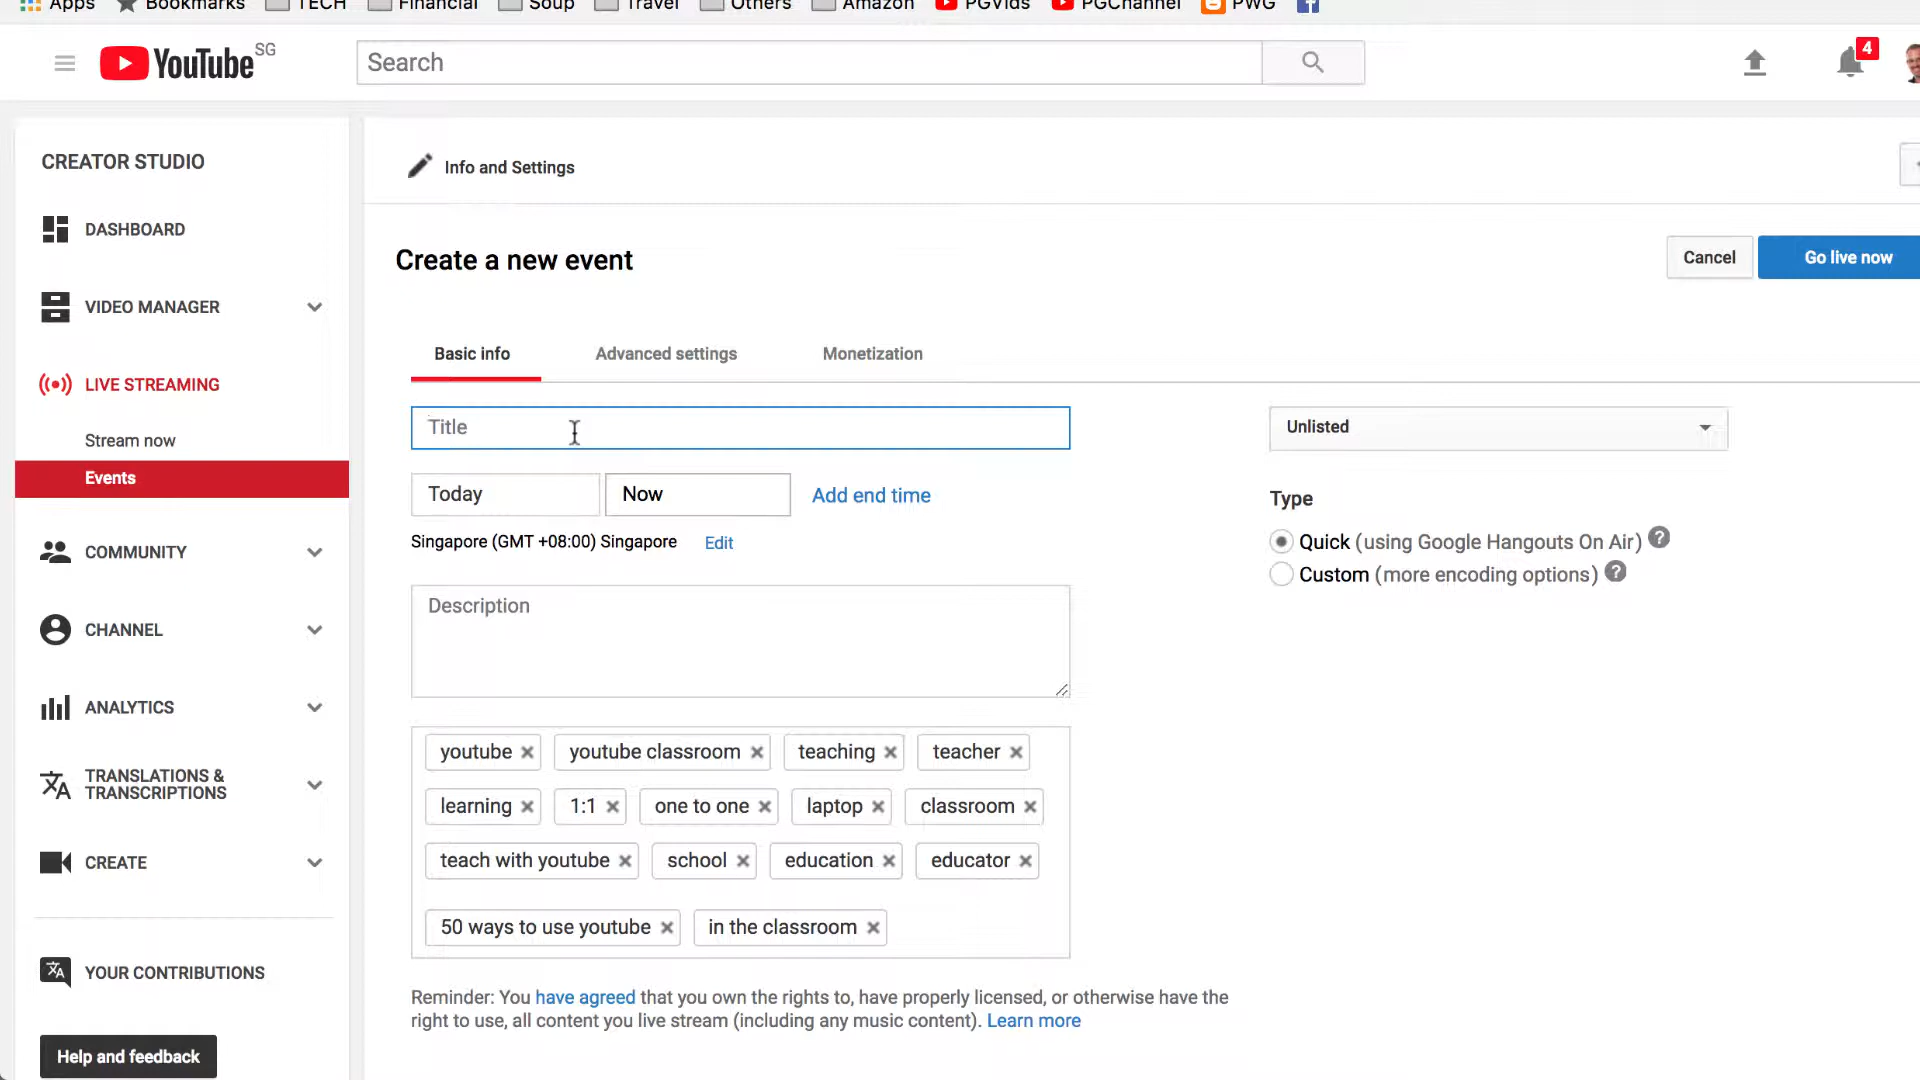 Apps Bookmarks TECH Financial Soup Travel Others Amazon PGVids PGChannel PWG
YouTube SG
Search
4
CREATOR STUDIO
DASHBOARD
VIDEO MANAGER
LIVE STREAMING
Stream now
Events
COMMUNITY
CHANNEL
ANALYTICS
TRANSLATIONS &
TRANSCRIPTIONS
CREATE
YOUR CONTRIBUTIONS
Help and feedback
Info and Settings
Create a new event
Cancel Go live now
Basic info Advanced settings Monetization
Title
Today Now Add end time
Singapore (GMT +08:00) Singapore Edit
Description
youtube youtube classroom teaching teacher
learning 1:1 one to one laptop classroom
teach with youtube school education educator
50 ways to use youtube in the classroom
Reminder: You have agreed that you own the rights to, have properly licensed, or otherwise have the
right to use, all content you live stream (including any music content). Learn more
Unlisted
Type
Quick (using Google Hangouts On Air) ?
Custom (more encoding options) ?